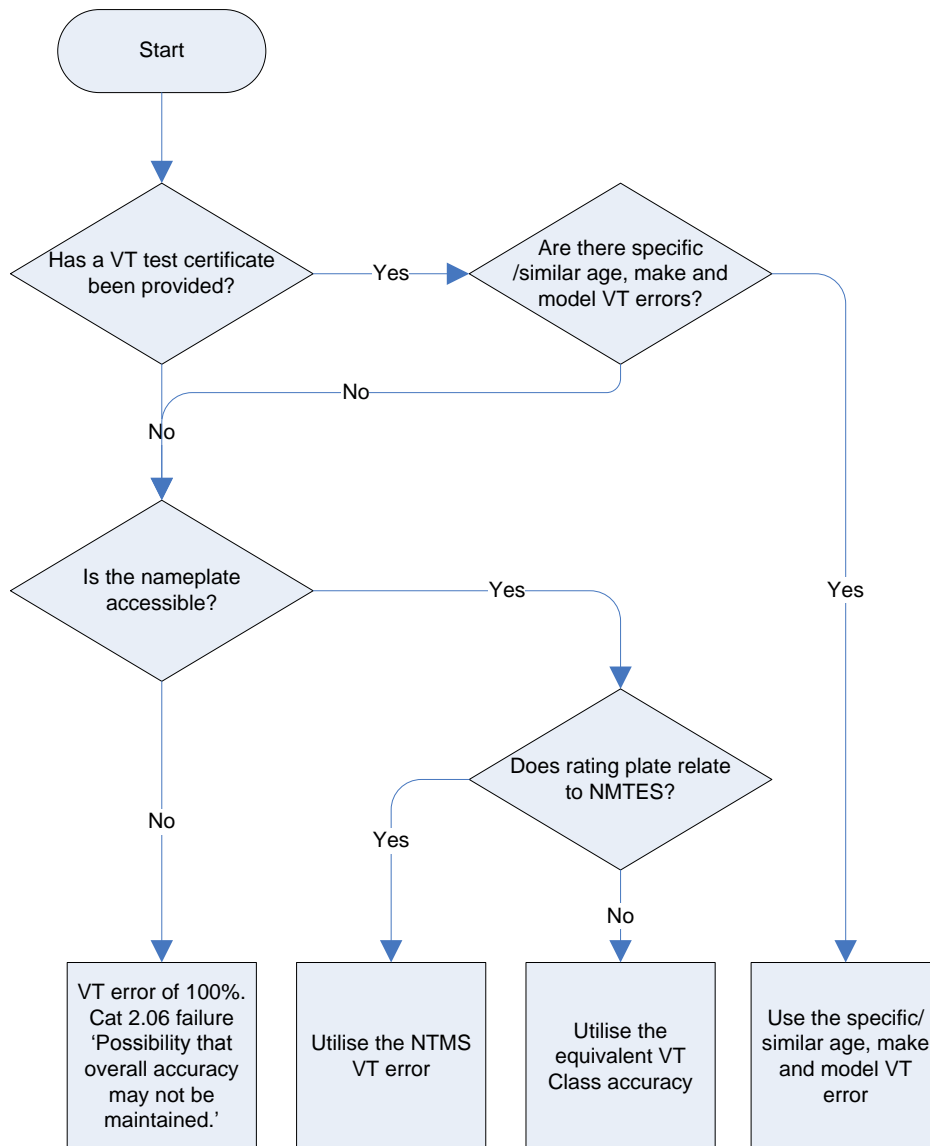 Start
Has a VT test certificate
been provided?
Yes
Are there specific
/similar age, make and
model VT errors?
No
No
Is the nameplate
accessible?
Yes
Yes
Does rating plate relate
to NMTES?
No
Yes
No
VT error of 100%.
Cat 2.06 failure
‘Possibility that
overall accuracy
may not be
maintained.’
Utilise the NTMS
VT error
Utilise the
equivalent VT
Class accuracy
Use the specific/
similar age, make
and model VT
error